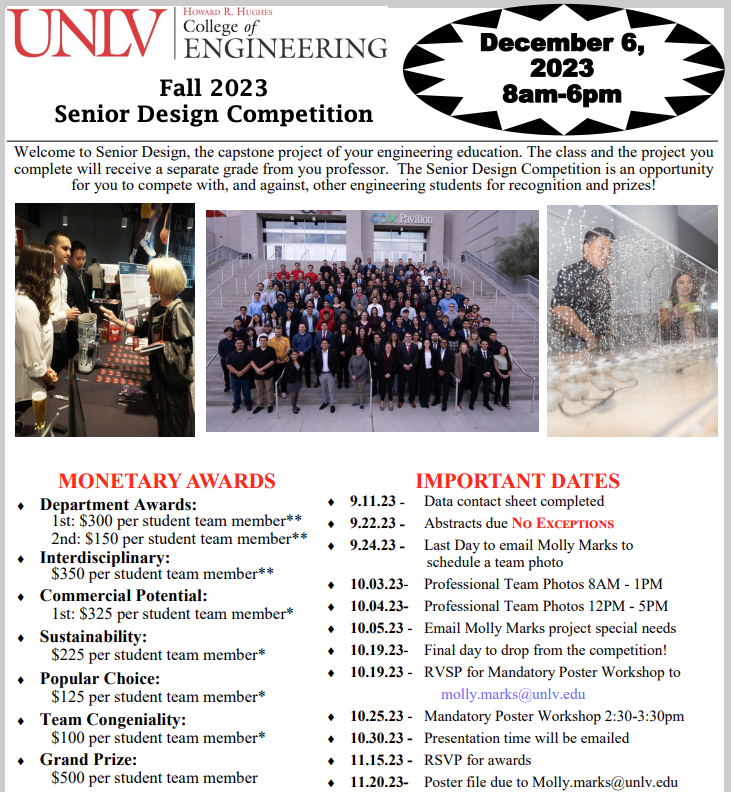 UNLV
HOWARD R. HUGHES
College of
ENGINEERING
Fall 2023
Senior Design Competition
December 6,
2023
8am-6pm
Welcome to Senior Design, the capstone project of your engineering education. The class and the project you
complete will receive a separate grade from you professor. The Senior Design Competition is an opportunity
for you to compete with, and against, other engineering students for recognition and prizes!
COX Pavilion
MONETARY AWARDS
♦ Department Awards:
1st: $300 per student team member**
2nd: $150 per student team member**
♦ Interdisciplinary:
$350 per student team member**
♦ Commercial Potential:
1st: $325 per student team member*
♦ Sustainability:
$225 per student team member*
♦ Popular Choice:
$125 per student team member*
♦ Team Congeniality:
$100 per student team member*
♦ Grand Prize:
$500 per student team member
IMPORTANT DATES
♦ 9.11.23 - Data contact sheet completed
♦ 9.22.23 - Abstracts due NO EXCEPTIONS
♦ 9.24.23 - Last Day to email Molly Marks to
schedule a team photo
♦ 10.03.23- Professional Team Photos 8AM - 1PM
♦ 10.04.23- Professional Team Photos 12PM - 5PM
♦ 10.05.23 - Email Molly Marks project special needs
♦ 10.19.23- Final day to drop from the competition!
♦ 10.19.23 - RVSP for Mandatory Poster Workshop to
molly.marks@unlv.edu
♦ 10.25.23 - Mandatory Poster Workshop 2:30-3:30pm
♦ 10.30.23 - Presentation time will be emailed
♦ 11.15.23 - RSVP for awards
♦ 11.20.23- Poster file due to Molly.marks@unlv.edu